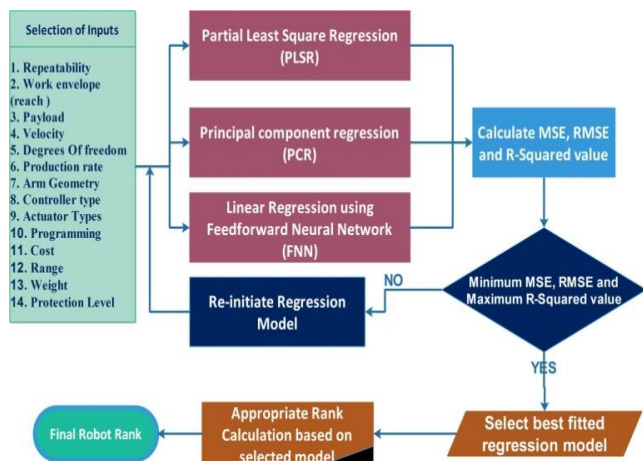 Selection of Inputs
1. Repeatability
2. Work envelope
(reach )
3. Payload
4. Velocity
5. Degrees Of freedom
6. Production rate
7. Arm Geometry
8. Controller type
9. Actuator Types
10. Programming
11. Cost
12. Range
13. Weight
14. Protection Level
Partial Least Square Regression
(PLSR)
Principal component regression
(PCR)
Linear Regression using
Feedforward Neural Network
(FNN)
Re-initiate Regression
Model
Calculate MSE, RMSE
and R-Squared value
Minimum MSE, RMSE and
Maximum R-Squared value
NO
YES
Select best fitted
regression model
Appropriate Rank
Calculation based on
selected model
Final Robot Rank